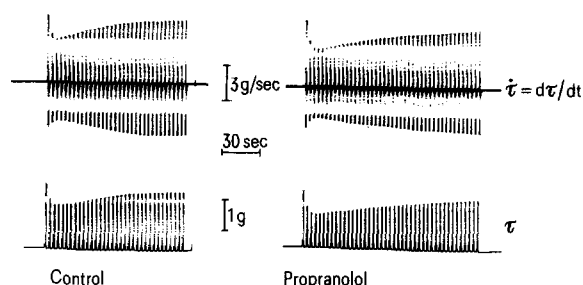 3g/sec
τ̇ = dτ/dt
30 sec
1g
τ
Control
Propranolol